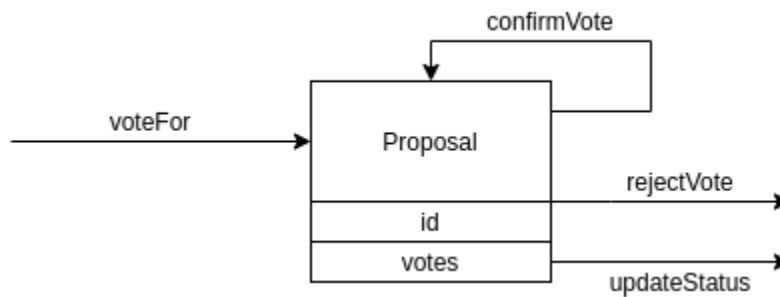 confirmVote
voteFor
Proposal
rejectVote
id
votes
updateStatus